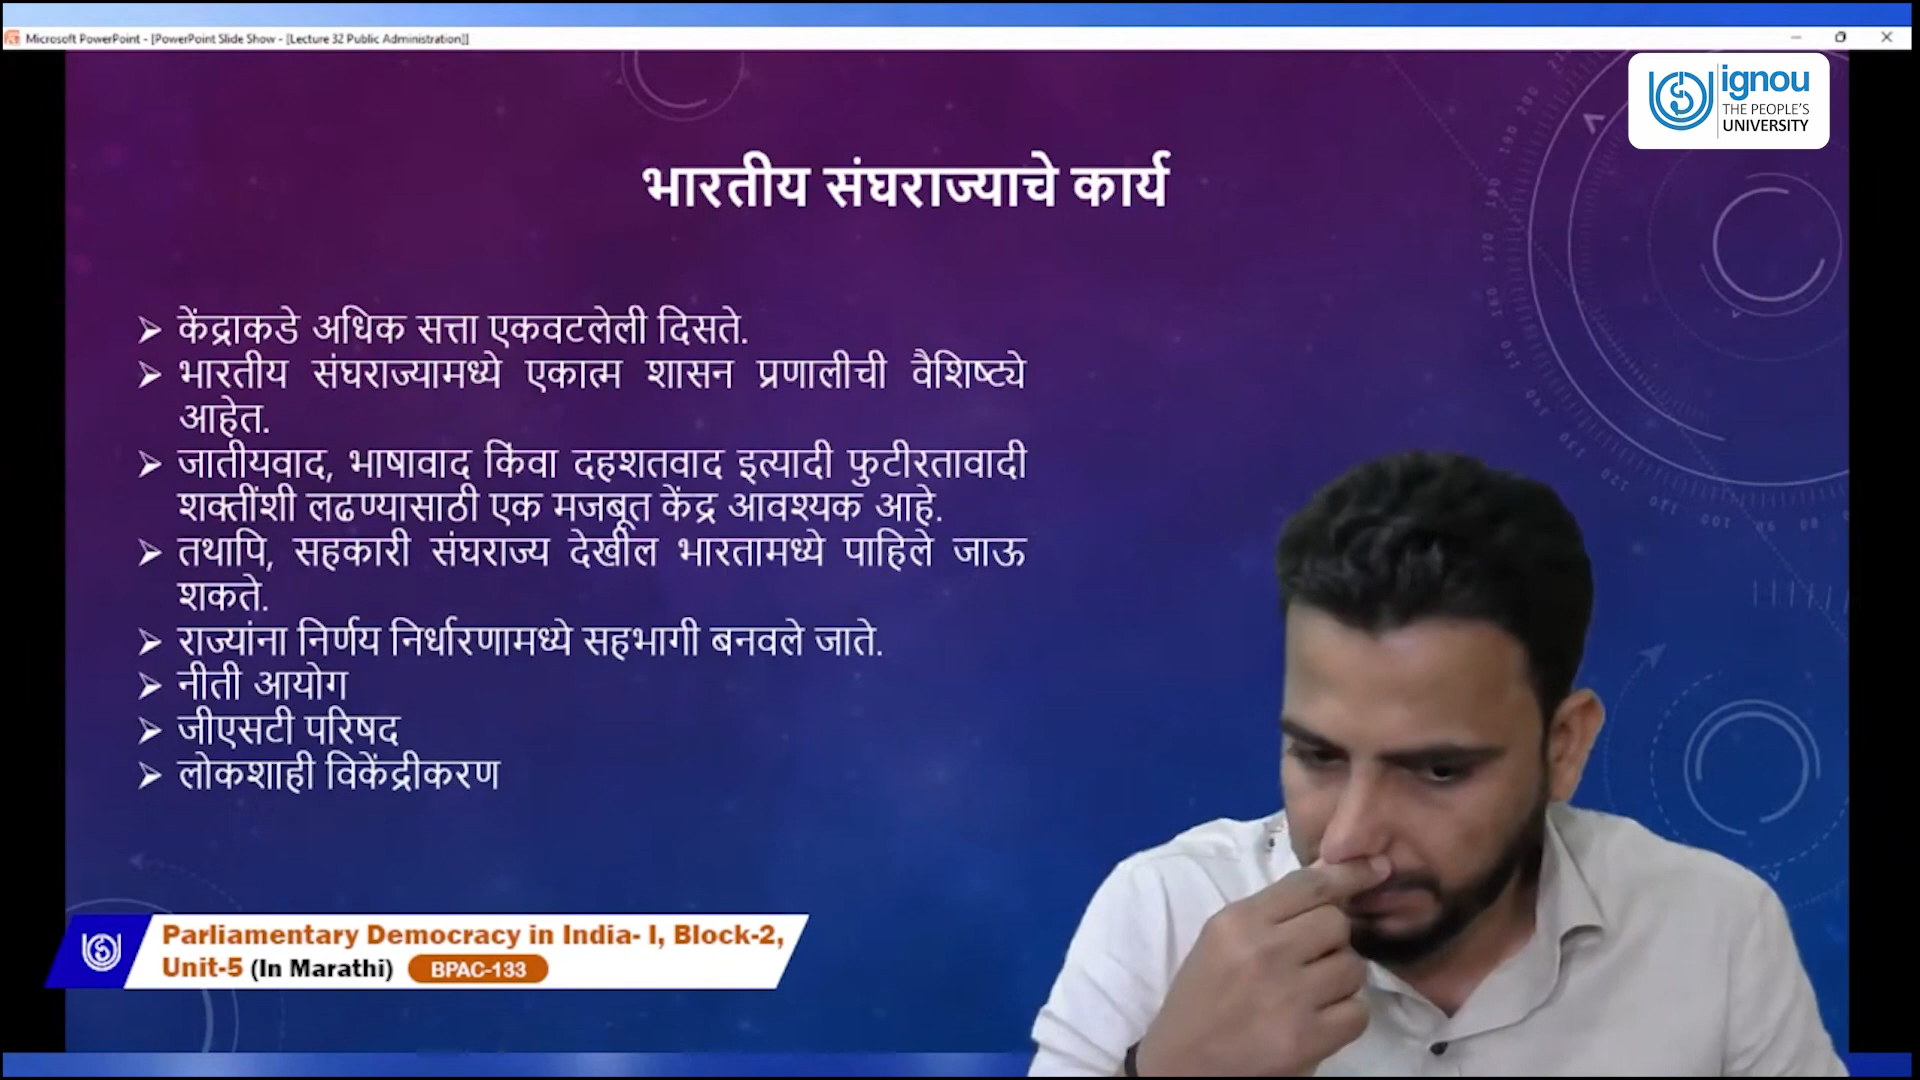 Microsoft PowerPoint - [PowerPoint Slide Show - [Lecture 32 Public Administration]]
ignou
THE PEOPLE'S
UNIVERSITY
भारतीय संघराज्याचे कार्य
➢ केंद्राकडे अधिक सत्ता एकवटलेली दिसते.
➢ भारतीय संघराज्यामध्ये एकात्म शासन प्रणालीची वैशिष्ट्ये
आहेत.
➢ जातीयवाद, भाषावाद किंवा दहशतवाद इत्यादी फुटीरतावादी
शक्तींशी लढण्यासाठी एक मजबूत केंद्र आवश्यक आहे.
➢ तथापि, सहकारी संघराज्य देखील भारतामध्ये पाहिले जाऊ
शकते.
➢ राज्यांना निर्णय निर्धारणामध्ये सहभागी बनवले जाते.
➢ नीती आयोग
➢ जीएसटी परिषद
➢ लोकशाही विकेंद्रीकरण
Parliamentary Democracy in India- I, Block-2,
Unit-5 (In Marathi) BPAC-133